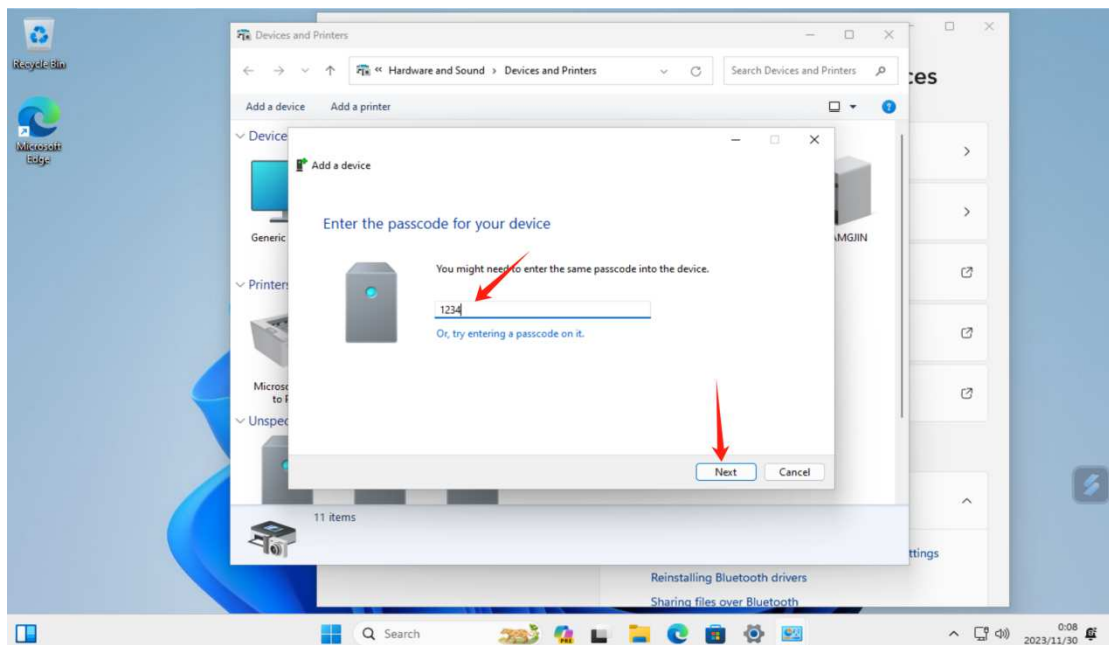 Recycle Bin
Microsoft
Edge
Devices and Printers
« Hardware and Sound > Devices and Printers
Search Devices and Printers
ces
Add a device
Add a printer
Device
Add a device
Enter the passcode for your device
Generic
AMGJIN
You might need to enter the same passcode into the device.
Printers
1234
Or, try entering a passcode on it.
Microso
to P
Unspec
Next
Cancel
11 items
ttings
Reinstalling Bluetooth drivers
Sharing files over Bluetooth
Search
PRE
0:08
2023/11/30